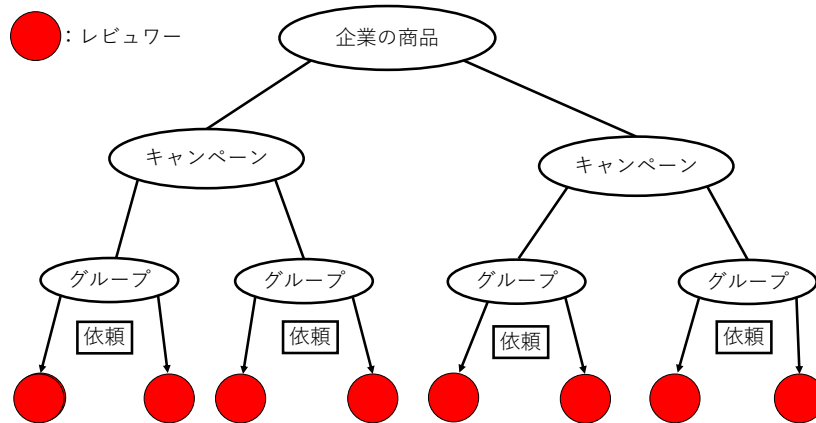 ：レビュワー
企業の商品
キャンペーン
キャンペーン
グループ
グループ
グループ
グループ
依頼
依頼
依頼
依頼